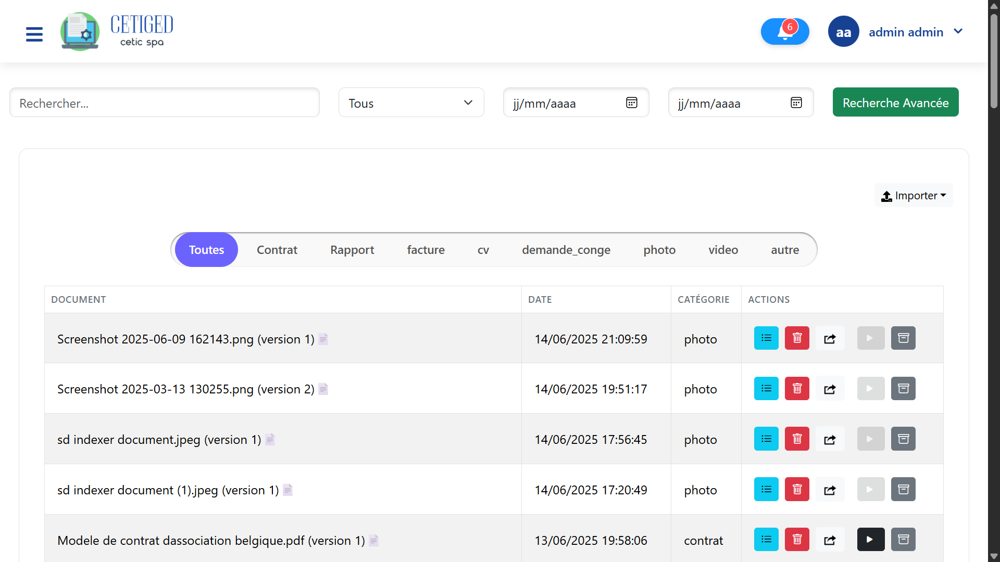 CETIGED
cetic spa
6
aa
admin admin
Rechercher...
Tous
jj/mm/aaaa
jj/mm/aaaa
Recherche Avancée
Importer
Toutes
Contrat
Rapport
facture
cv
demande_conge
photo
video
autre
DOCUMENT DATE CATÉGORIE ACTIONS
Screenshot 2025-06-09 162143.png (version 1) 14/06/2025 21:09:59 photo
Screenshot 2025-03-13 130255.png (version 2) 14/06/2025 19:51:17 photo
sd indexer document.jpeg (version 1) 14/06/2025 17:56:45 photo
sd indexer document (1).jpeg (version 1) 14/06/2025 17:20:49 photo
Modele de contrat dassociation belgique.pdf (version 1) 13/06/2025 19:58:06 contrat